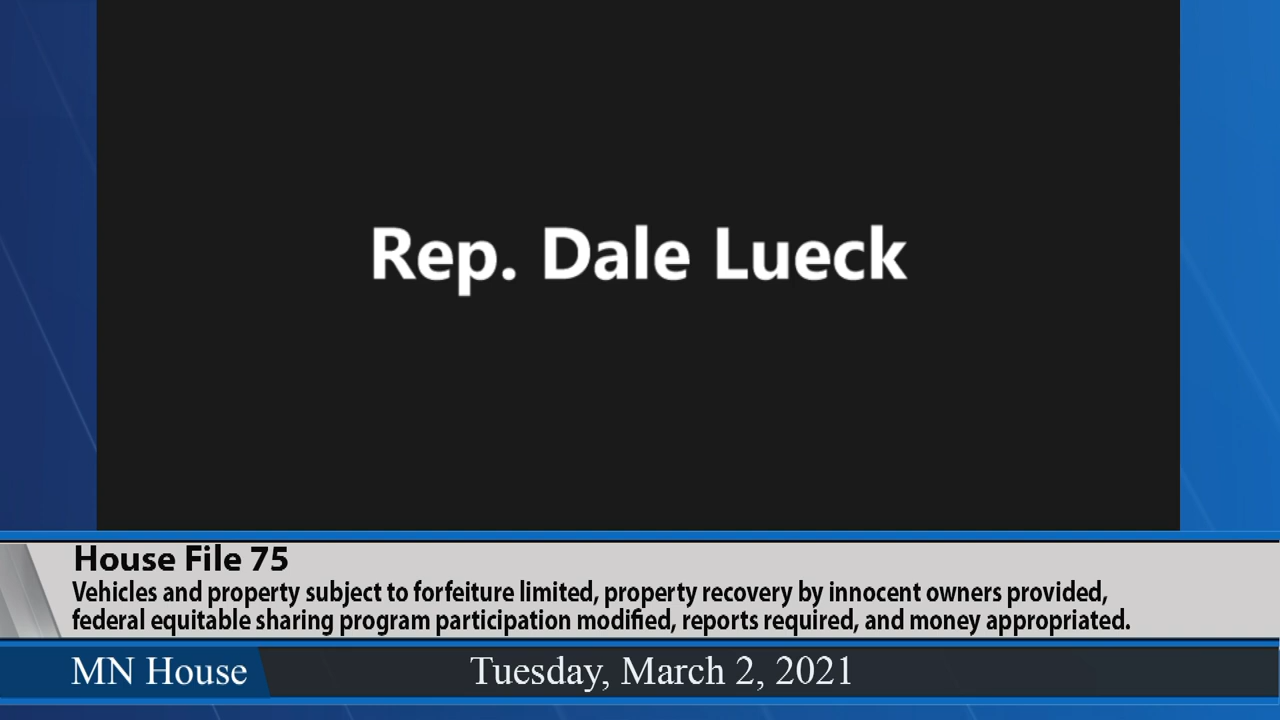 Rep. Dale Lueck
House File 75
Vehicles and property subject to forfeiture limited, property recovery by innocent owners provided,
federal equitable sharing program participation modified, reports required, and money appropriated.
MN House
Tuesday, March 2, 2021